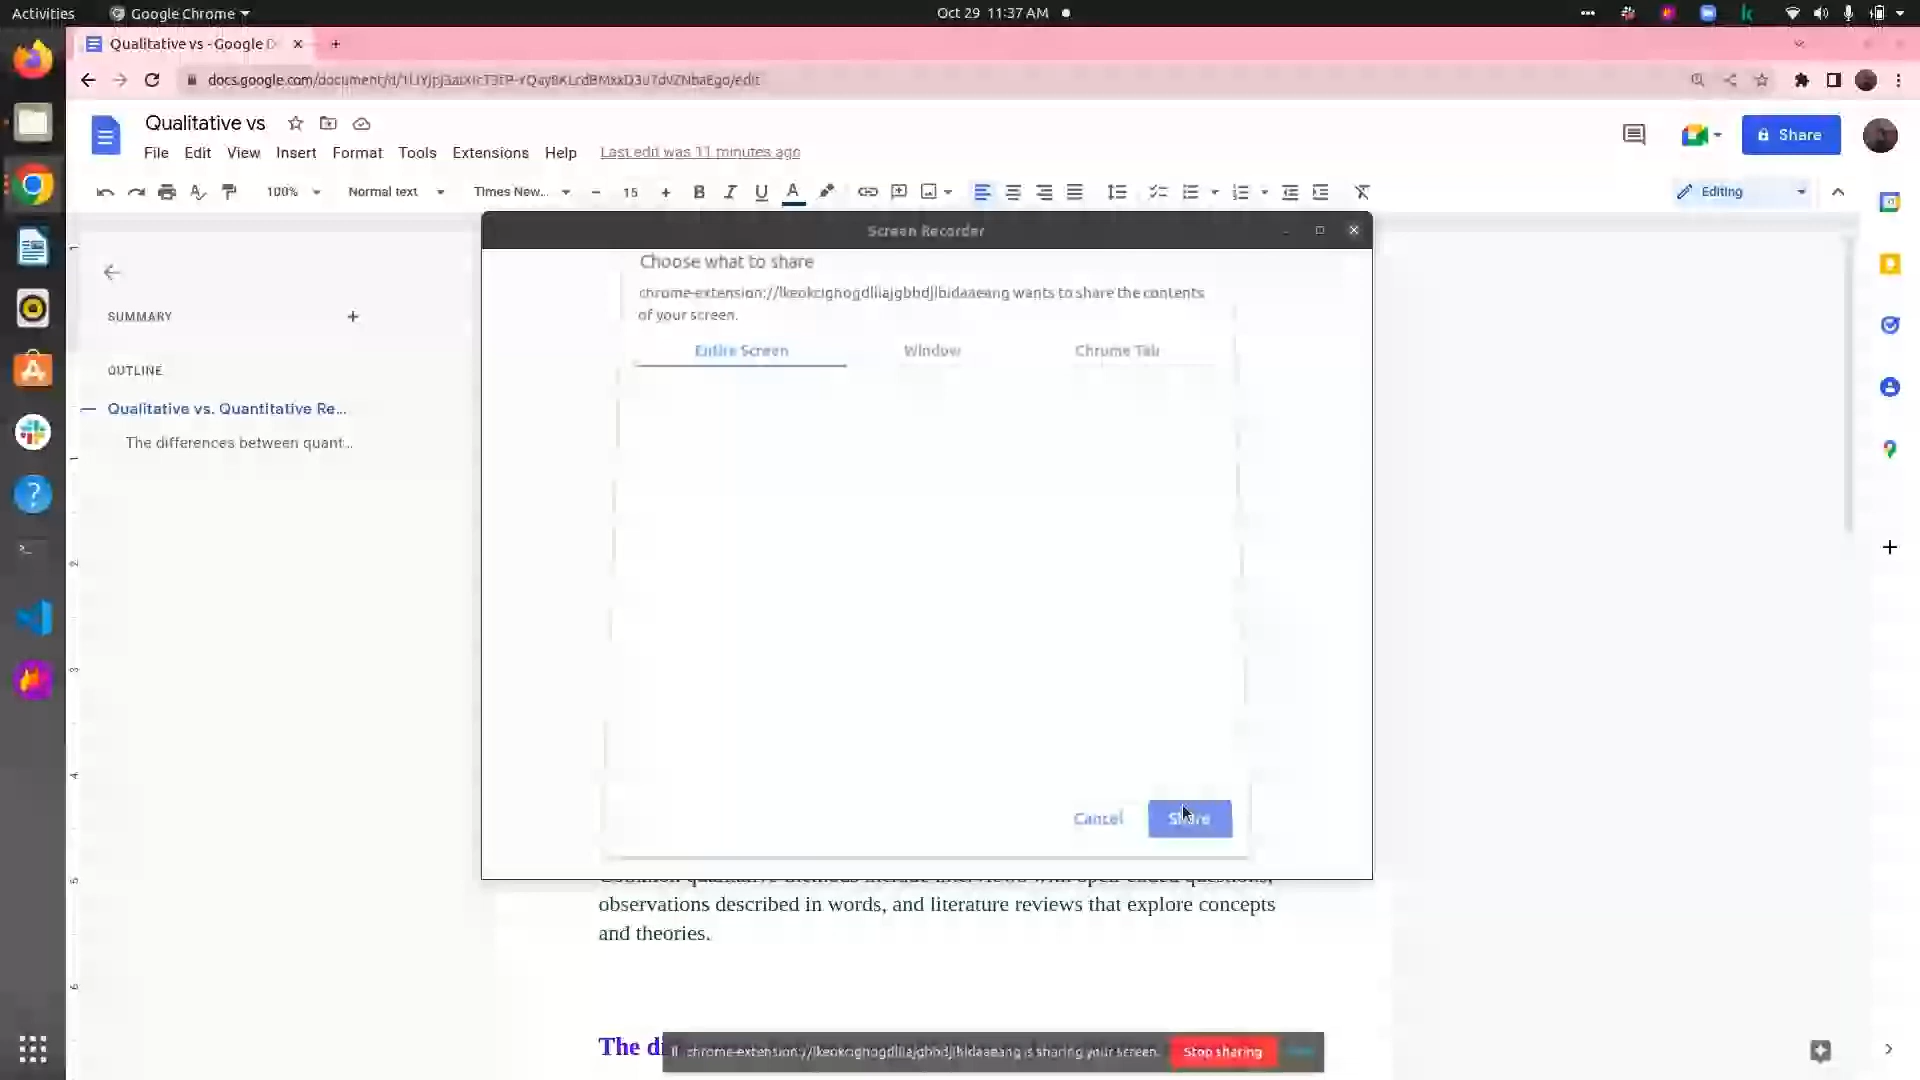 Activities Google Chrome Oct 29 11:37 AM
Qualitative vs - Google D
Qualitative vs
File Edit View Insert Format Tools Extensions Help Last edit was 11 minutes ago
Share
100% Normal text Times New... 15 Editing
Screen Recorder
Choose what to share
wants to share the contents
of your screen.
Entire Screen Window Chrome Tab
SUMMARY
OUTLINE
Qualitative vs. Quantitative Re...
The differences between quant...
Cancel Share
observations described in words, and literature reviews that explore concepts
and theories.
The di
is sharing your screen. Stop sharing